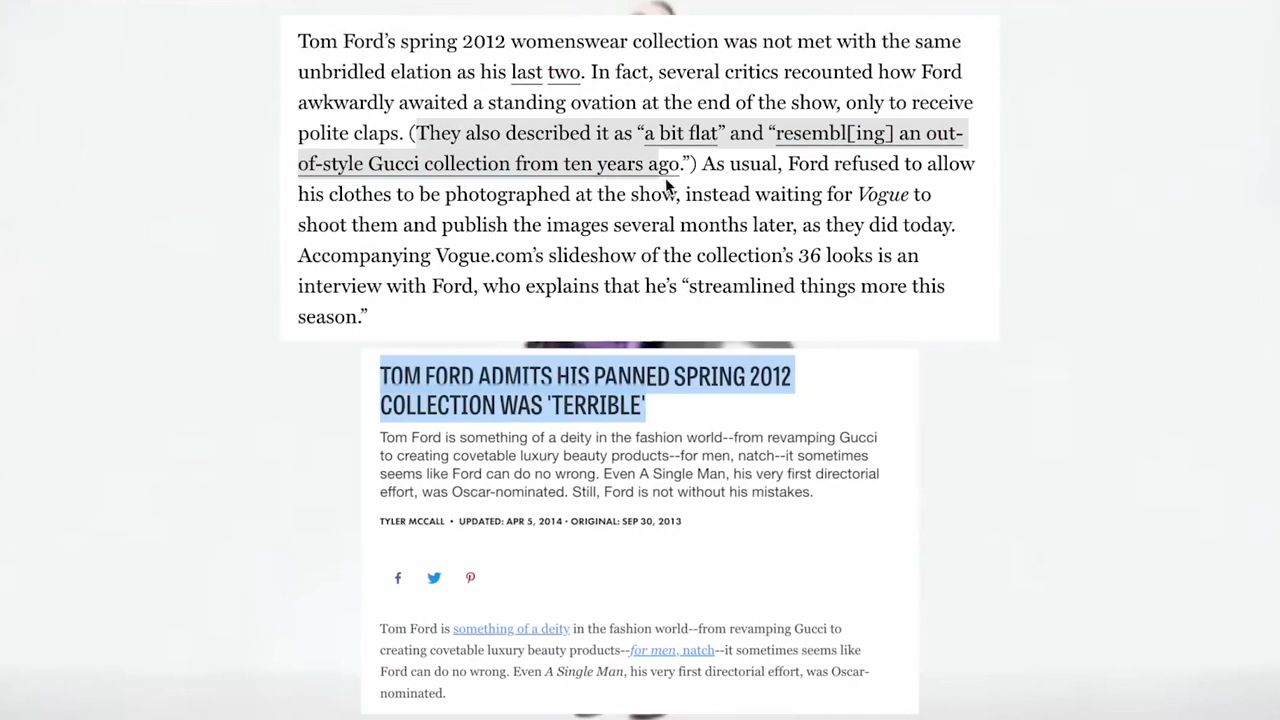 Tom Ford’s spring 2012 womenswear collection was not met with the same
unbridled elation as his last two. In fact, several critics recounted how Ford
awkwardly awaited a standing ovation at the end of the show, only to receive
polite claps. (They also described it as “a bit flat” and “resembl[ing] an out-
of-style Gucci collection from ten years ago.”) As usual, Ford refused to allow
his clothes to be photographed at the show, instead waiting for Vogue to
shoot them and publish the images several months later, as they did today.
Accompanying Vogue.com’s slideshow of the collection’s 36 looks is an
interview with Ford, who explains that he’s “streamlined things more this
season.”
TOM FORD ADMITS HIS PANNED SPRING 2012
COLLECTION WAS 'TERRIBLE'
Tom Ford is something of a deity in the fashion world--from revamping Gucci
to creating covetable luxury beauty products--for men, natch--it sometimes
seems like Ford can do no wrong. Even A Single Man, his very first directorial
effort, was Oscar-nominated. Still, Ford is not without his mistakes.
TYLER MCCALL • UPDATED: APR 5, 2014 · ORIGINAL: SEP 30, 2013
Tom Ford is something of a deity in the fashion world--from revamping Gucci to
creating covetable luxury beauty products--for men, natch--it sometimes seems like
Ford can do no wrong. Even A Single Man, his very first directorial effort, was Oscar-
nominated.